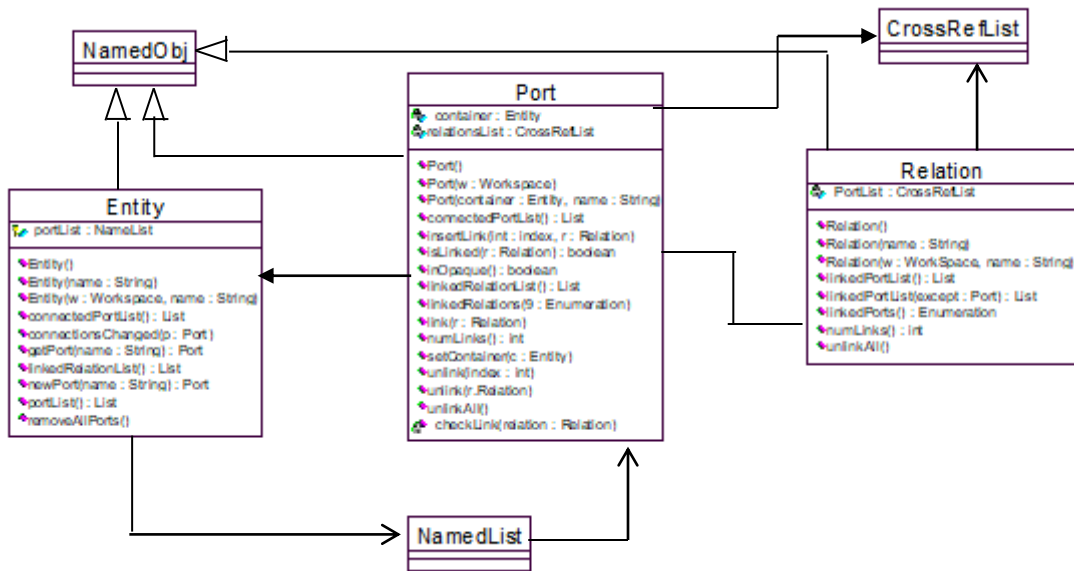 NamedObj
CrossRefList
Port
container : Entity
relationsList : CrossRefList
Port()
Port(w : Workspace)
Port(container : Entity, name : String)
connectedPortList() : List
insertLink(int : index, r : Relation)
isLinked(r : Relation) : boolean
inOpaque() : boolean
linkedRelationList() : List
linkedRelations(9 : Enumeration)
link(r : Relation)
numLinks() : int
setContainer(c : Entity)
unlink(index : int)
unlink(r.Relation)
unlinkAll()
checkLink(relation : Relation)
Relation
PortList : CrossRefList
Relation()
Relation(name : String)
Relation(w : WorkSpace, name : String)
linkedPortList() : List
linkedPortList(except : Port) : List
linkedPorts() : Enumeration
numLinks() : int
unlinkAll()
Entity
portList : NameList
Entity()
Entity(name : String)
Entity(w : Workspace, name : String)
connectedPortList() : List
connectionsChanged(p : Port)
getPort(name : String) : Port
linkedRelationList() : List
newPort(name : String) : Port
portList() : List
removeAllPorts()
NamedList